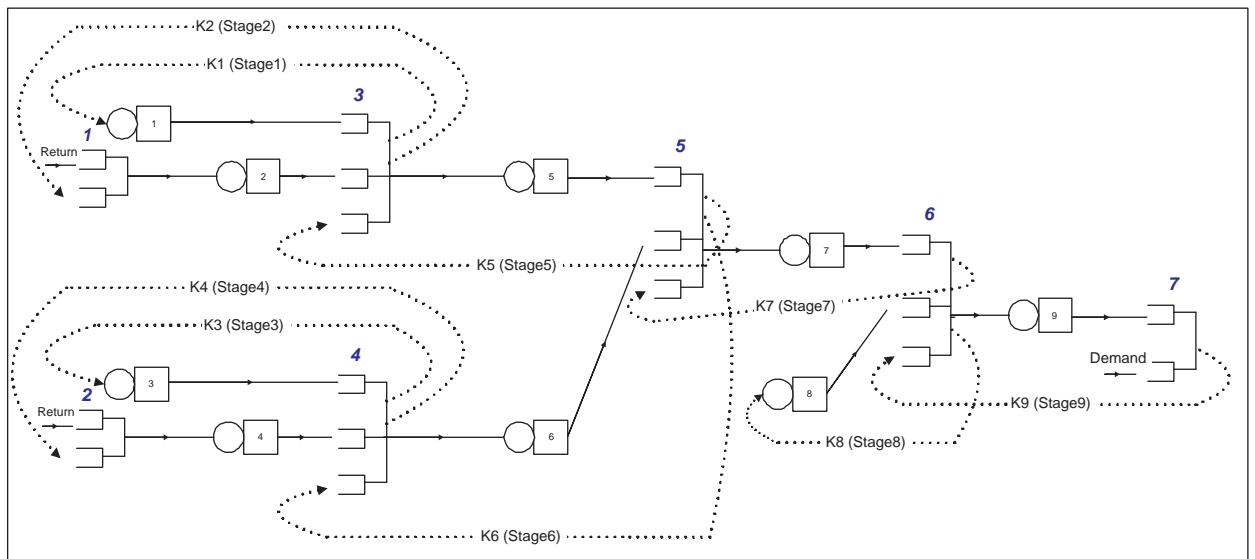 K2 (Stage2)
K1 (Stage1)
3
1
1
Return
2
5
5
6
7
K5 (Stage5)
K4 (Stage4)
K7 (Stage7)
7
K3 (Stage3)
9
4
Demand
3
2
8
Return
K9 (Stage9)
4
6
K8 (Stage8)
K6 (Stage6)